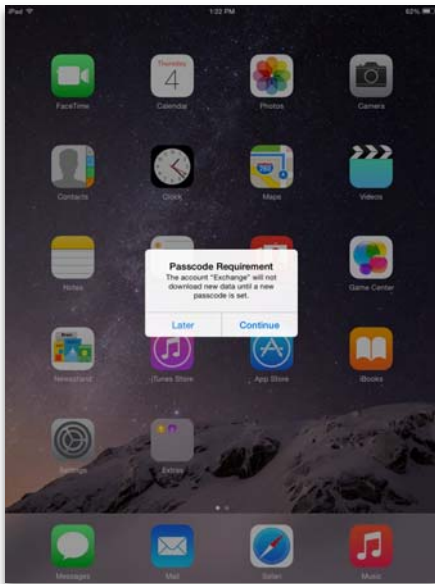 iPad 1:32 PM 62%
Thursday
4
FaceTime Calendar Photos Camera
280
Contacts Clock Maps Videos
Passcode Requirement
The account "Exchange" will not
download new data until a new
passcode is set.
Later Continue
Notes Game Center
Newsstand iTunes Store App Store iBooks
Settings Extras
Messages Mail Safari Music